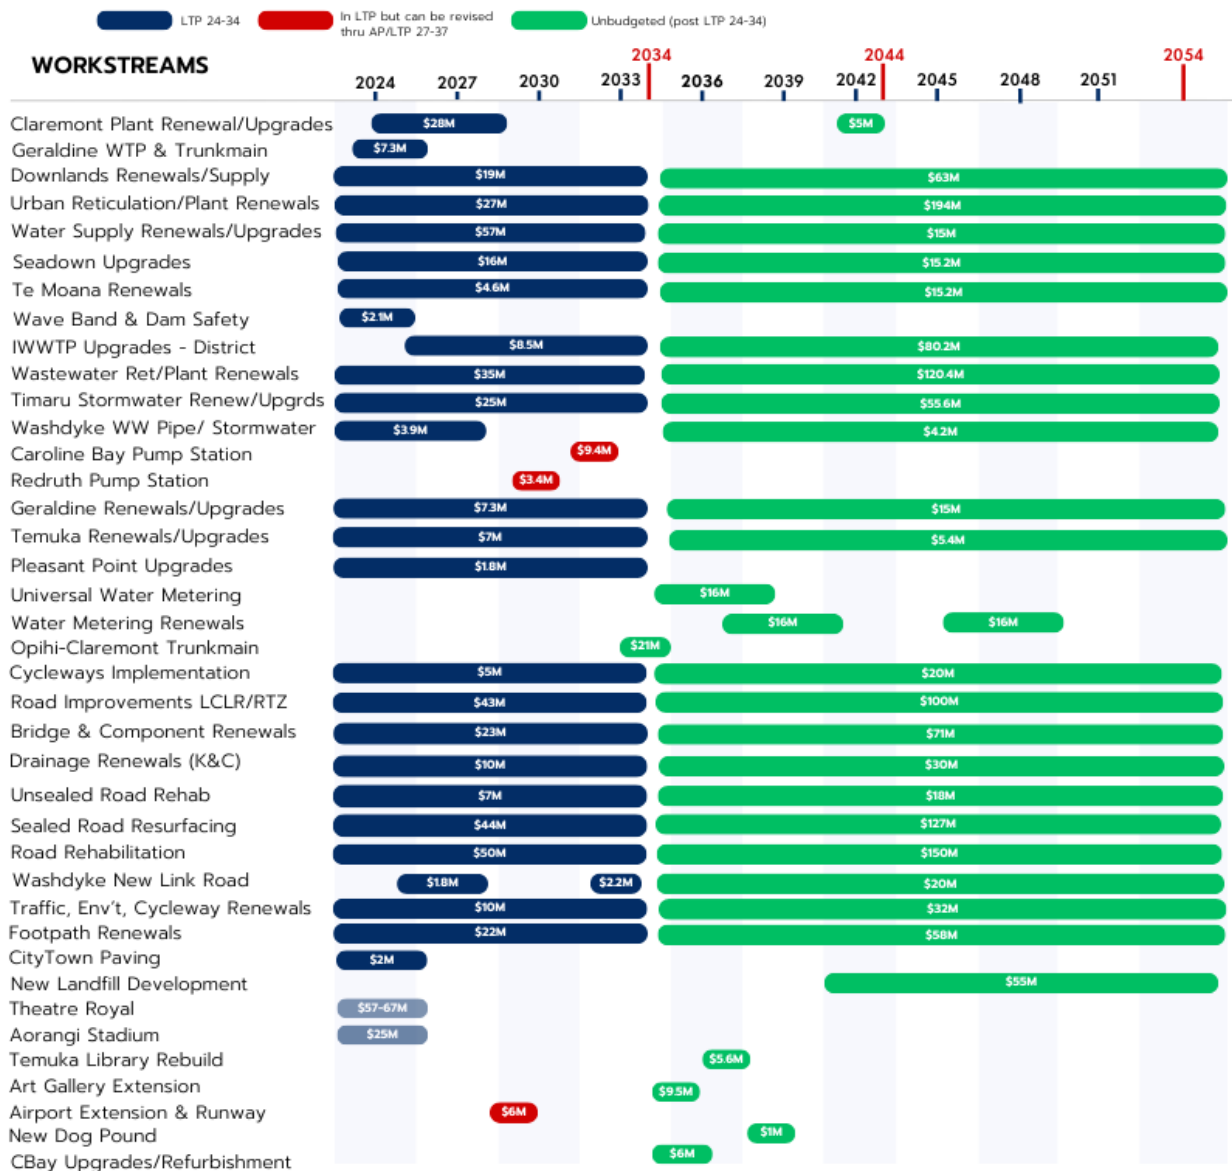 LTP 24-34
In LTP but can be revised
thru AP/LTP 27-37
Unbudgeted (post LTP 24-34)
WORKSTREAMS
2034 2044 2054
2024 2027 2030 2033 2036 2039 2042 2045 2048 2051
Claremont Plant Renewal/Upgrades $28M $5M
Geraldine WTP & Trunkmain $7.3M
Downlands Renewals/Supply $19M $63M
Urban Reticulation/Plant Renewals $27M $194M
Water Supply Renewals/Upgrades $57M $15M
Seadown Upgrades $16M $15.2M
Te Moana Renewals $4.6M $15.2M
Wave Band & Dam Safety $2.1M
IWWTP Upgrades - District $8.5M $80.2M
Wastewater Ret/Plant Renewals $35M $120.4M
Timaru Stormwater Renew/Upgrds $25M $55.6M
Washdyke WW Pipe/ Stormwater $3.9M $4.2M
Caroline Bay Pump Station $9.4M
Redruth Pump Station $3.4M
Geraldine Renewals/Upgrades $7.3M $15M
Temuka Renewals/Upgrades $7M $5.4M
Pleasant Point Upgrades $1.8M
Universal Water Metering $16M
Water Metering Renewals $16M $16M
Opihi-Claremont Trunkmain $21M
Cycleways Implementation $5M $20M
Road Improvements LCLR/RTZ $43M $100M
Bridge & Component Renewals $23M $71M
Drainage Renewals (K&C) $10M $30M
Unsealed Road Rehab $7M $18M
Sealed Road Resurfacing $44M $127M
Road Rehabilitation $50M $150M
Washdyke New Link Road $1.8M $2.2M $20M
Traffic, Env't, Cycleway Renewals $10M $32M
Footpath Renewals $22M $58M
CityTown Paving $2M
New Landfill Development $55M
Theatre Royal $57-67M
Aorangi Stadium $25M
Temuka Library Rebuild $5.6M
Art Gallery Extension $9.5M
Airport Extension & Runway $6M
New Dog Pound $1M
CBay Upgrades/Refurbishment $6M